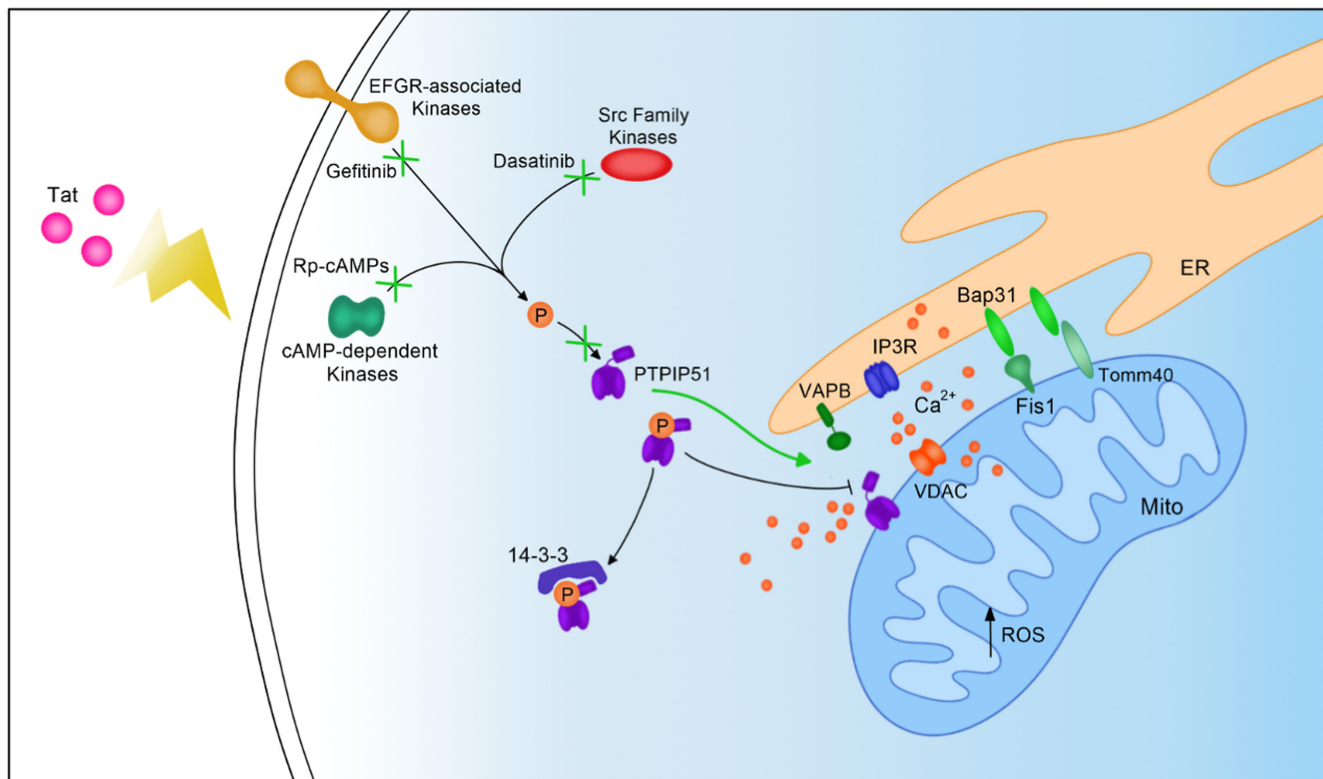 EFGR-associated
Kinases
Src Family
Kinases
Dasatinib
Gefitinib
Tat
Rp-cAMPs
cAMP-dependent
Kinases
P
PTPIP51
P
14-3-3
P
ER
Bap31
IP3R
VAPB
Ca2+
Tomm40
Fis1
VDAC
Mito
ROS